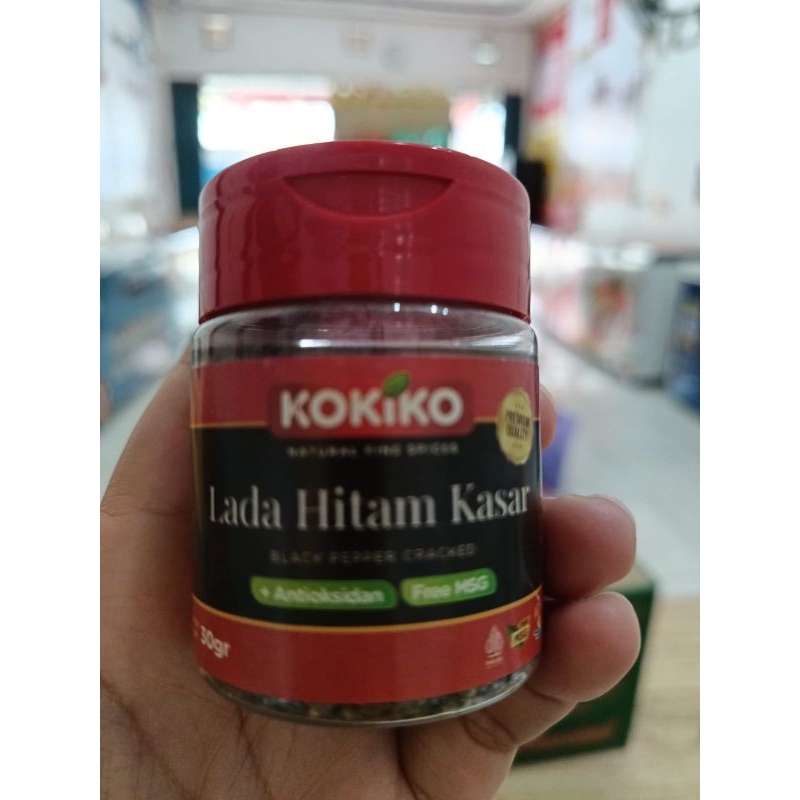 KOKiKO
NATURAL FINE SPICES
PREMIUM
QUALITY
Lada Hitam Kasar
BLACK PEPPER CRACKED
+ Antioksidan
Free MSG
30gr